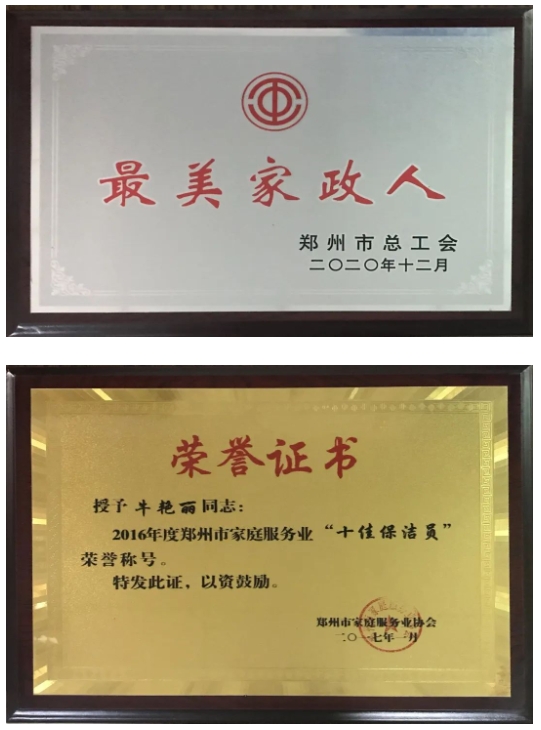 最美家政人
郑州市总工会
二〇二〇年十二月
荣誉证书
授予牛艳丽同志：
2016年度郑州市家庭服务业“十佳保洁员”
荣誉称号。
特发此证，以资鼓励。
郑州市家庭服务业协会
二〇一七年一月